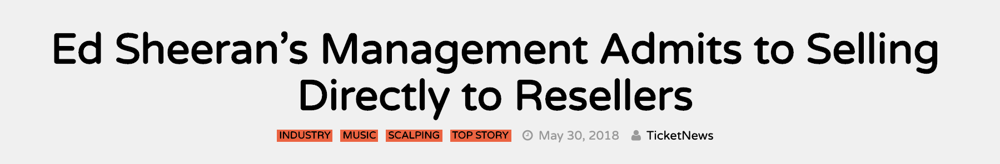 Ed Sheeran’s Management Admits to Selling
Directly to Resellers
INDUSTRY MUSIC SCALPING TOP STORY May 30, 2018 TicketNews